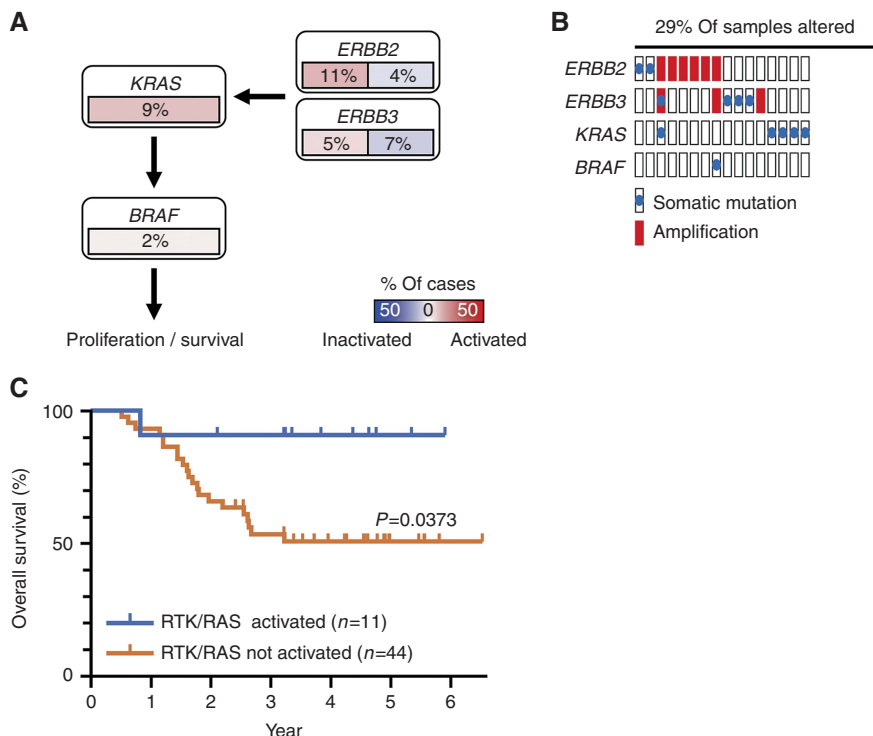 A
ERBB2
11% 4%
KRAS
9%
ERBB3
5% 7%
BRAF
2%
% Of cases
50 0 50
Inactivated Activated
Proliferation / survival
B
29% Of samples altered
ERBB2
ERBB3
KRAS
BRAF
Somatic mutation
Amplification
C
Overall survival (%)
100
50
0
P=0.0373
RTK/RAS activated (n=11)
RTK/RAS not activated (n=44)
0 1 2 3 4 5 6
Year